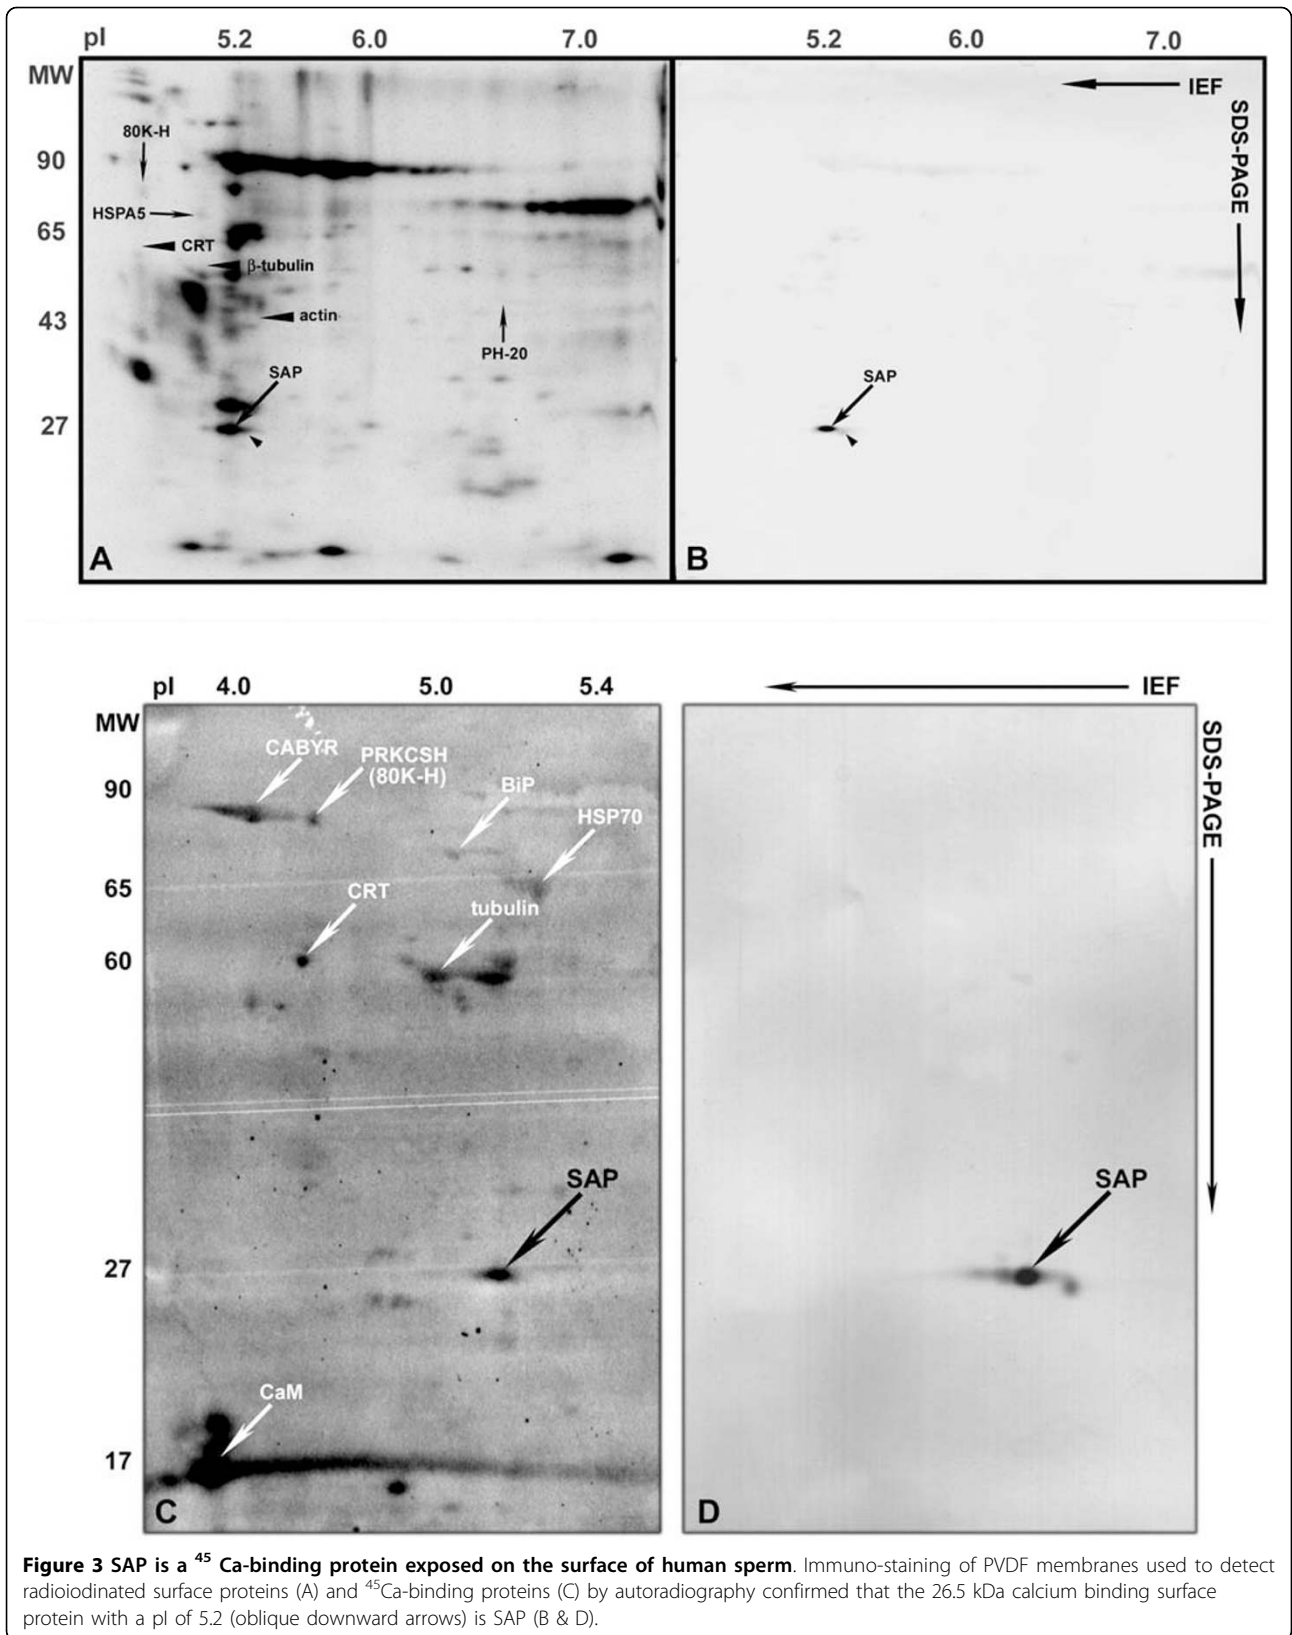 pI 5.2 6.0 7.0 5.2 6.0 7.0
MW
IEF
SDS-PAGE
80K-H
90
HSPA5
65
CRT
β-tubulin
43
actin
PH-20
SAP
SAP
27
A
B
pI 4.0 5.0 5.4
IEF
MW
SDS-PAGE
CABYR
PRKCSH
(80K-H)
90
BiP
HSP70
65
CRT
tubulin
60
SAP
SAP
27
CaM
17
C
D
Figure 3 SAP is a 45 Ca-binding protein exposed on the surface of human sperm. Immuno-staining of PVDF membranes used to detect
radioiodinated surface proteins (A) and 45Ca-binding proteins (C) by autoradiography confirmed that the 26.5 kDa calcium binding surface
protein with a pI of 5.2 (oblique downward arrows) is SAP (B & D).